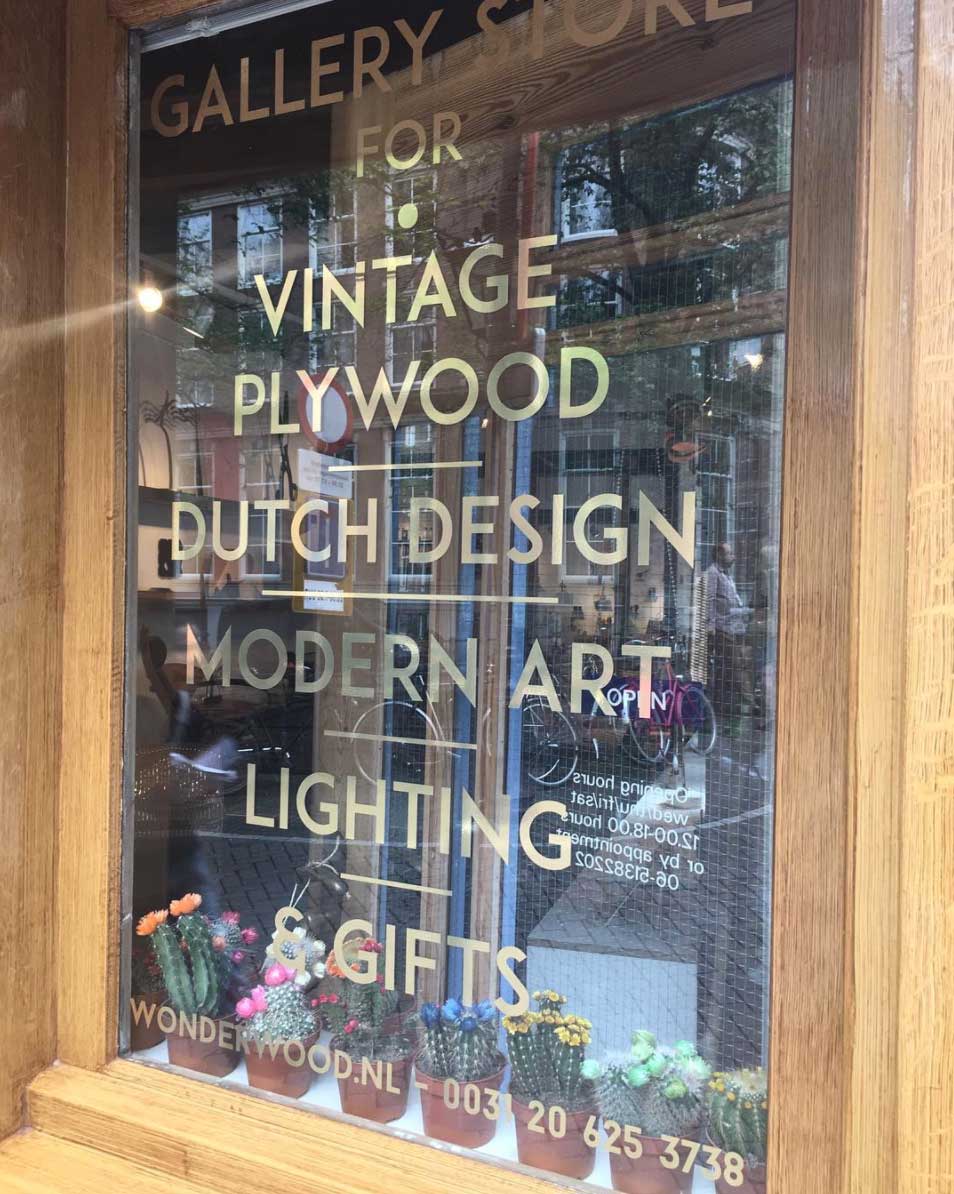 GALLERY STORE
FOR
VINTAGE
PLYWOOD
DUTCH DESIGN
MODERN ART
OPEN
LIGHTING
Opening hours
wed/thu/fri/sat
12.00-18.00 hours
or by appointment
06-51382202
& GIFTS
WONDERWOOD.NL - 0031 20 625 3738